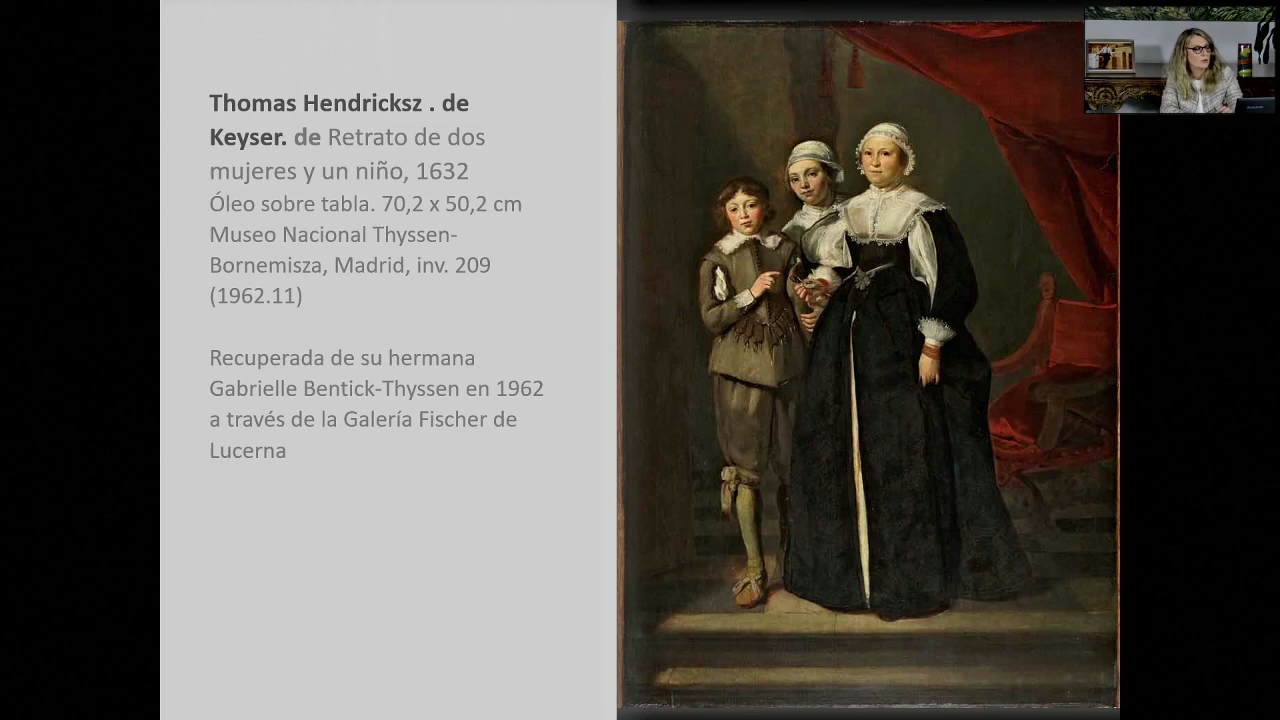 Thomas Hendricksz . de
Keyser. de Retrato de dos
mujeres y un niño, 1632
Óleo sobre tabla. 70,2 x 50,2 cm
Museo Nacional Thyssen-
Bornemisza, Madrid, inv. 209
(1962.11)
Recuperada de su hermana
Gabrielle Bentick-Thyssen en 1962
a través de la Galería Fischer de
Lucerna